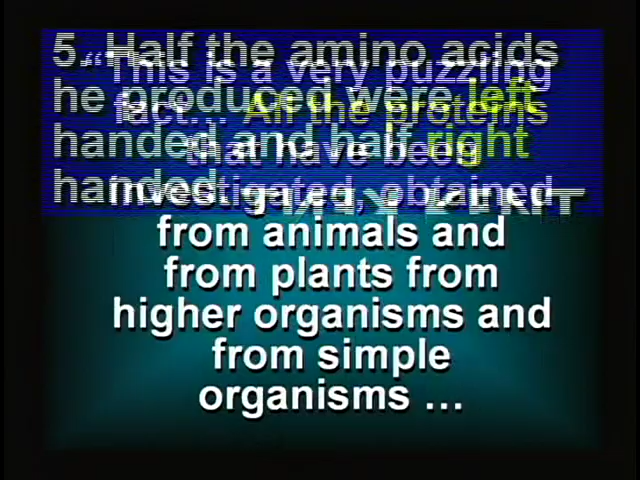 5. Half the amino acids
he produced were left
handed and half right
handed.
“This is a very puzzling
fact... All the proteins
that have been
investigated, obtained
from animals and
from plants from
higher organisms and
from simple
organisms ...